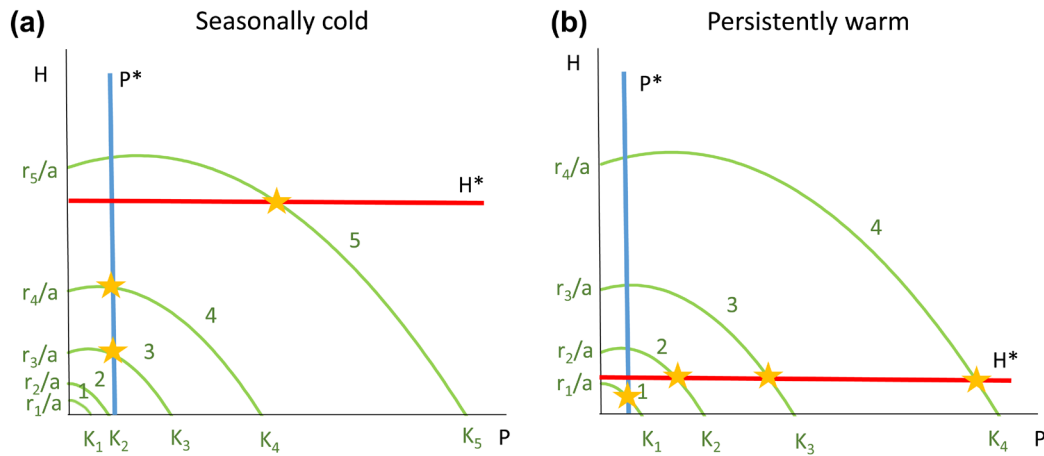 (a) Seasonally cold
H
P*
r₅/a
H*
5
r₄/a
4
r₃/a
3
r₂/a
2
1
r₁/a
K₁ K₂ K₃ K₄ K₅ P
(b) Persistently warm
H
P*
r₄/a
4
r₃/a
3
r₂/a
2
H*
r₁/a
1
K₁ K₂ K₃ K₄ P